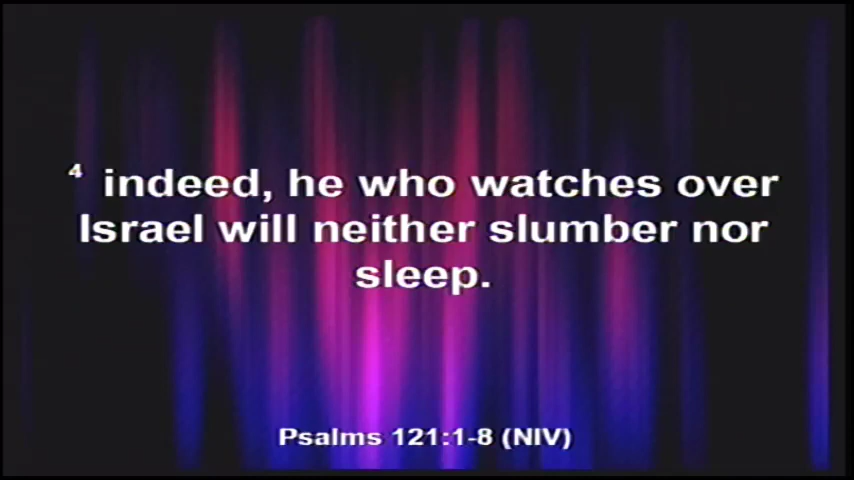 4 indeed, he who watches over
Israel will neither slumber nor
sleep.
Psalms 121:1-8 (NIV)